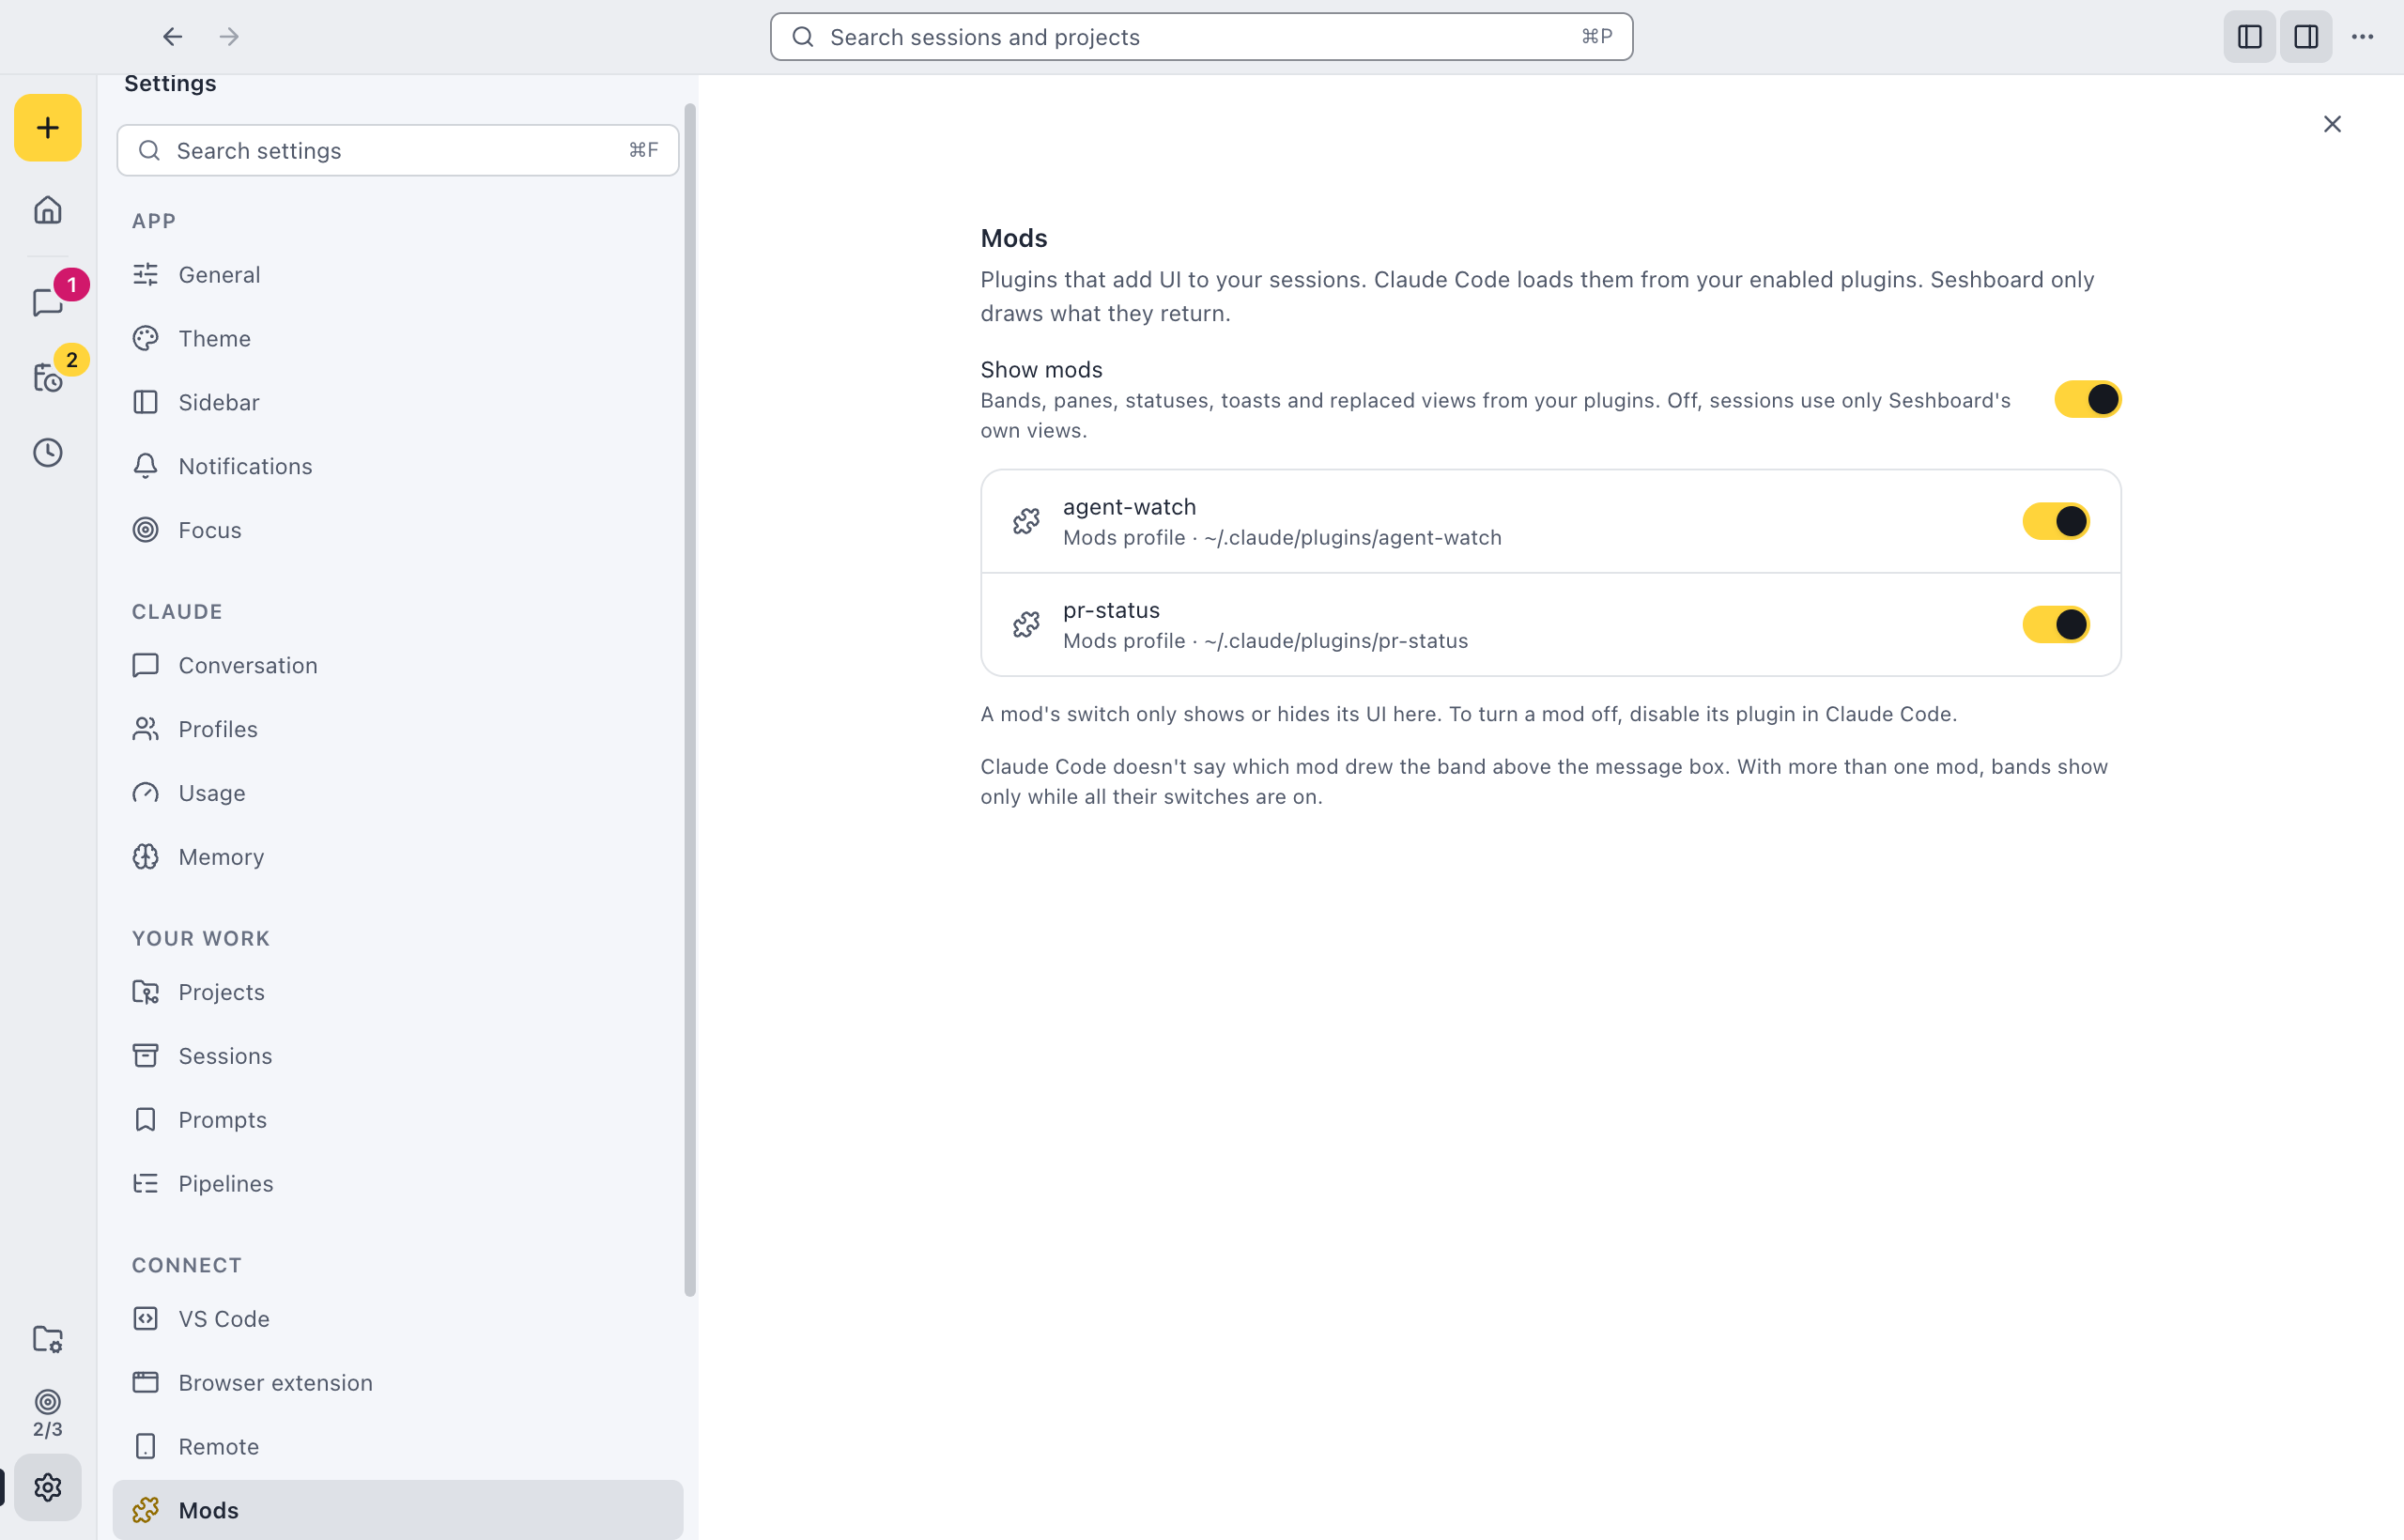 Search sessions and projects ⌘P
Settings
Search settings ⌘F
APP
General
Theme
Sidebar
Notifications
Focus
CLAUDE
Conversation
Profiles
Usage
Memory
YOUR WORK
Projects
Sessions
Prompts
Pipelines
CONNECT
VS Code
Browser extension
Remote
Mods
1
2
2/3
Mods
Plugins that add UI to your sessions. Claude Code loads them from your enabled plugins. Seshboard only
draws what they return.
Show mods
Bands, panes, statuses, toasts and replaced views from your plugins. Off, sessions use only Seshboard's
own views.
agent-watch
Mods profile · ~/.claude/plugins/agent-watch
pr-status
Mods profile · ~/.claude/plugins/pr-status
A mod's switch only shows or hides its UI here. To turn a mod off, disable its plugin in Claude Code.
Claude Code doesn't say which mod drew the band above the message box. With more than one mod, bands show
only while all their switches are on.